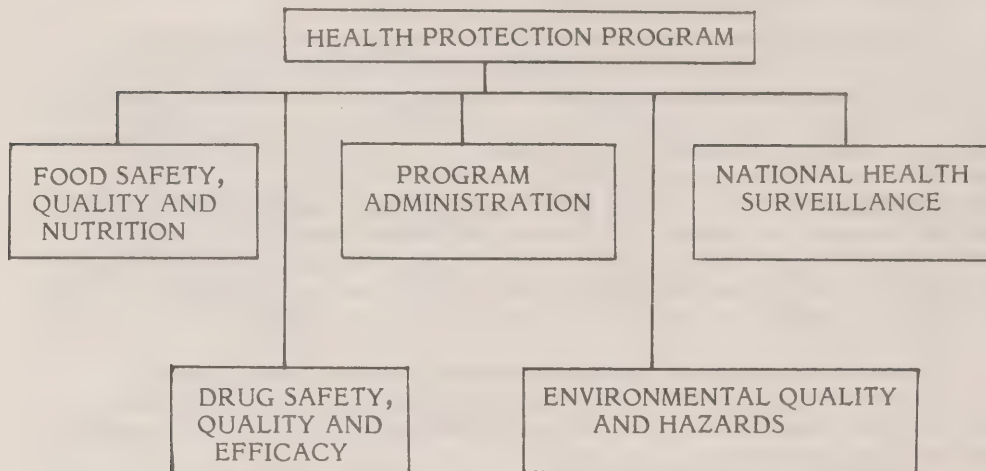 HEALTH PROTECTION PROGRAM
FOOD SAFETY,
QUALITY AND
NUTRITION
PROGRAM
ADMINISTRATION
NATIONAL HEALTH
SURVEILLANCE
DRUG SAFETY,
QUALITY AND
EFFICACY
ENVIRONMENTAL QUALITY
AND HAZARDS